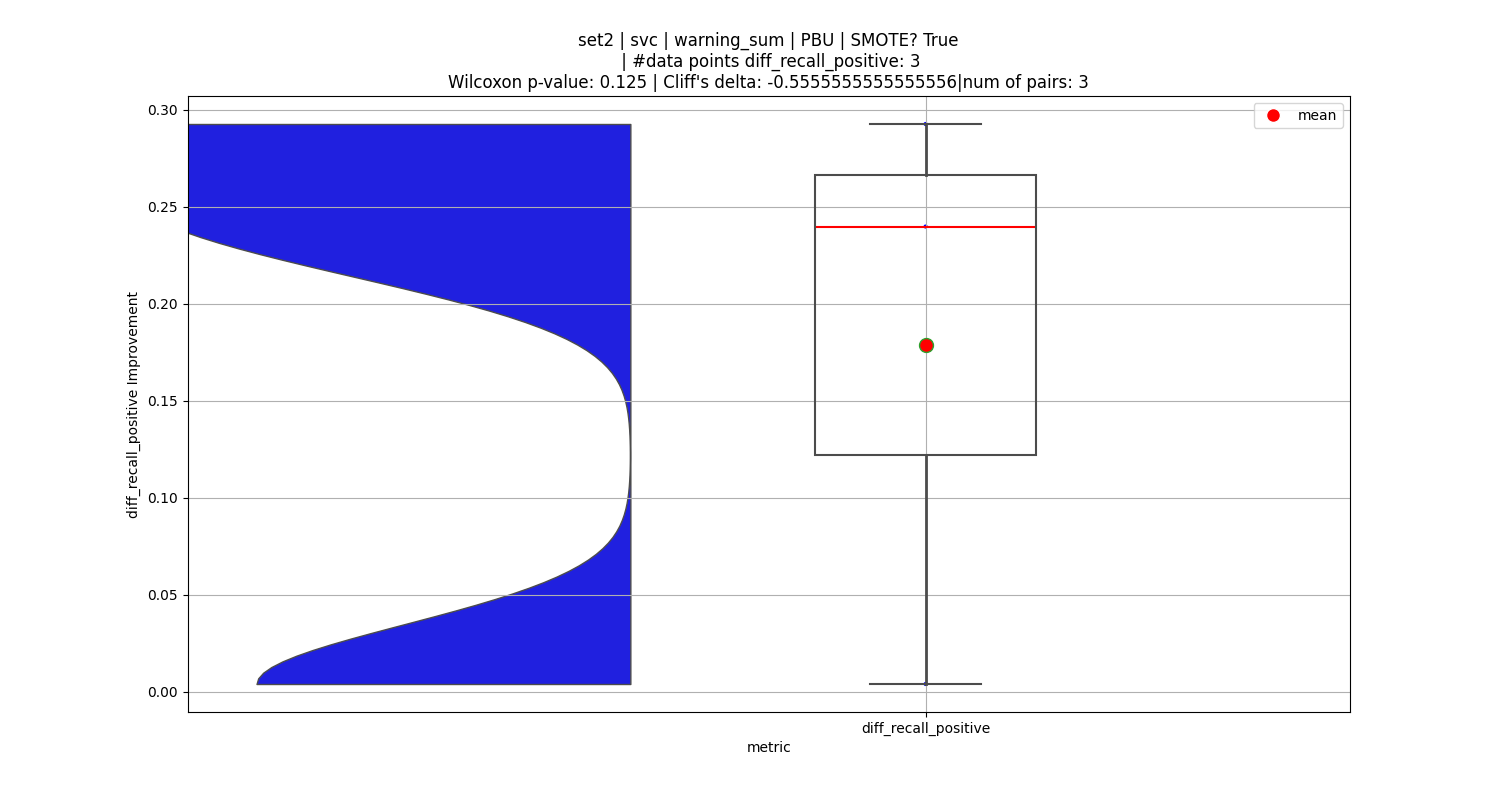 set2 | svc | warning_sum | PBU | SMOTE? True
| #data points diff_recall_positive: 3
Wilcoxon p-value: 0.125 | Cliff's delta: -0.5555555555555556|num of pairs: 3
mean
0.30
0.25
0.20
0.15
0.10
0.05
0.00
diff_recall_positive Improvement
diff_recall_positive
metric